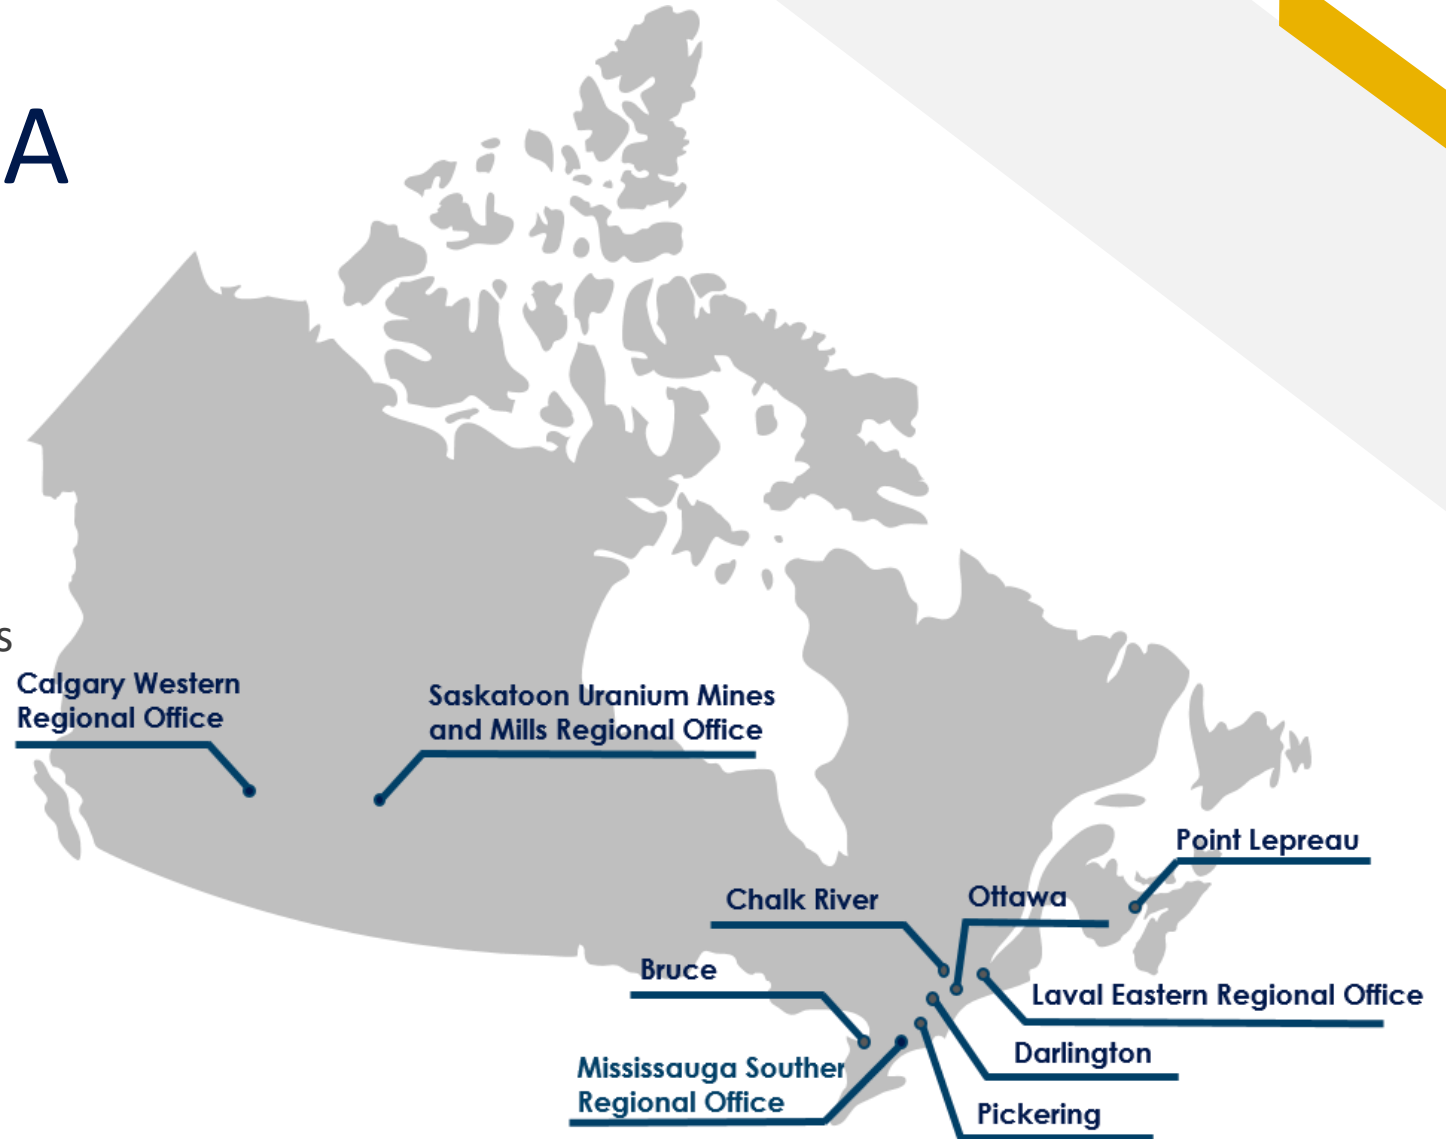 A
s
Calgary Western
Regional Office
Saskatoon Uranium Mines
and Mills Regional Office
Point Lepreau
Chalk River
Ottawa
Bruce
Laval Eastern Regional Office
Darlington
Mississauga Souther
Regional Office
Pickering